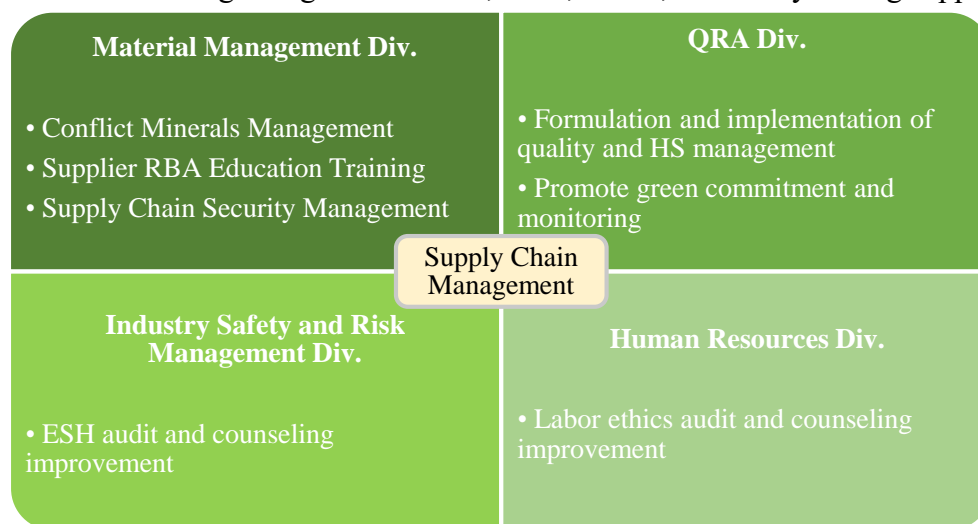 Material Management Div.
• Conflict Minerals Management
• Supplier RBA Education Training
• Supply Chain Security Management
QRA Div.
• Formulation and implementation of
quality and HS management
• Promote green commitment and
monitoring
Supply Chain
Management
Industry Safety and Risk
Management Div.
• ESH audit and counseling
improvement
Human Resources Div.
• Labor ethics audit and counseling
improvement